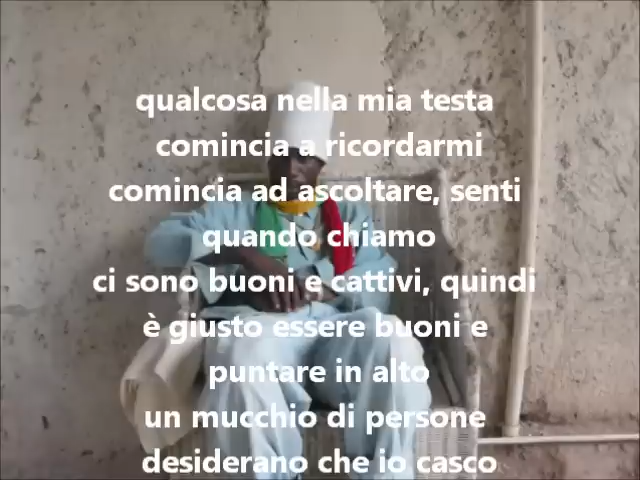 qualcosa nella mia testa
comincia a ricordarmi
comincia ad ascoltare, senti
quando chiamo
ci sono buoni e cattivi, quindi
è giusto essere buoni e
puntare in alto
un mucchio di persone
desiderano che io casco